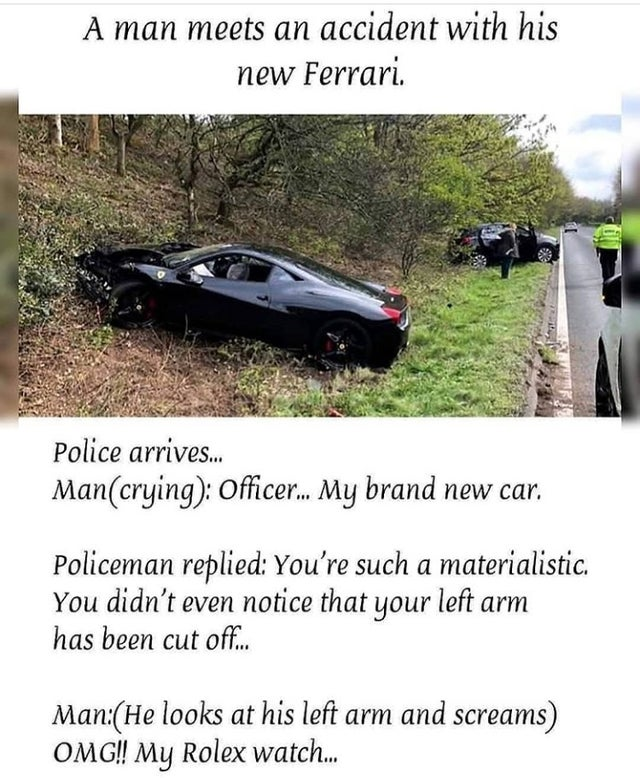 A man meets an accident with his
new Ferrari.
Police arrives...
Man(crying): Officer... My brand new car.
Policeman replied: You're such a materialistic.
You didn't even notice that your left arm
has been cut off...
Man:(He looks at his left arm and screams)
OMG!! My Rolex watch...